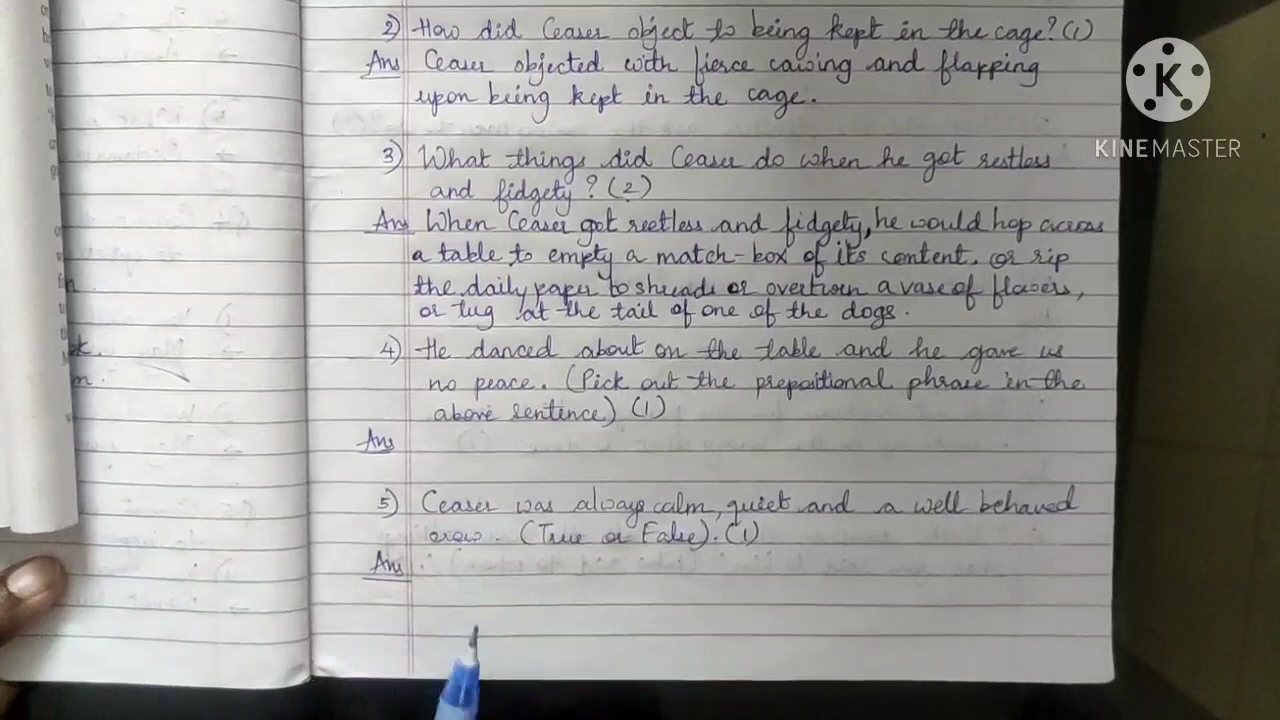 2) How did Ceaser object to being kept in the cage? (1)
Ans Ceaser objected with fierce cawing and flapping
upon being kept in the cage.
3) What things did Ceaser do when he got restless
and fidgety? (2)
Ans When Ceaser got restless and fidgety, he would hop across
a table to empty a match-box of its content, or rip
the daily paper to shreads or overturn a vase of flowers,
or tug at the tail of one of the dogs.
4) He danced about on the table and he gave us
no peace. (Pick out the prepositional phrase in the
above sentence) (1)
Ans
5) Ceaser was always calm, quiet and a well behaved
crow. (True or False). (1)
Ans
K
KINEMASTER